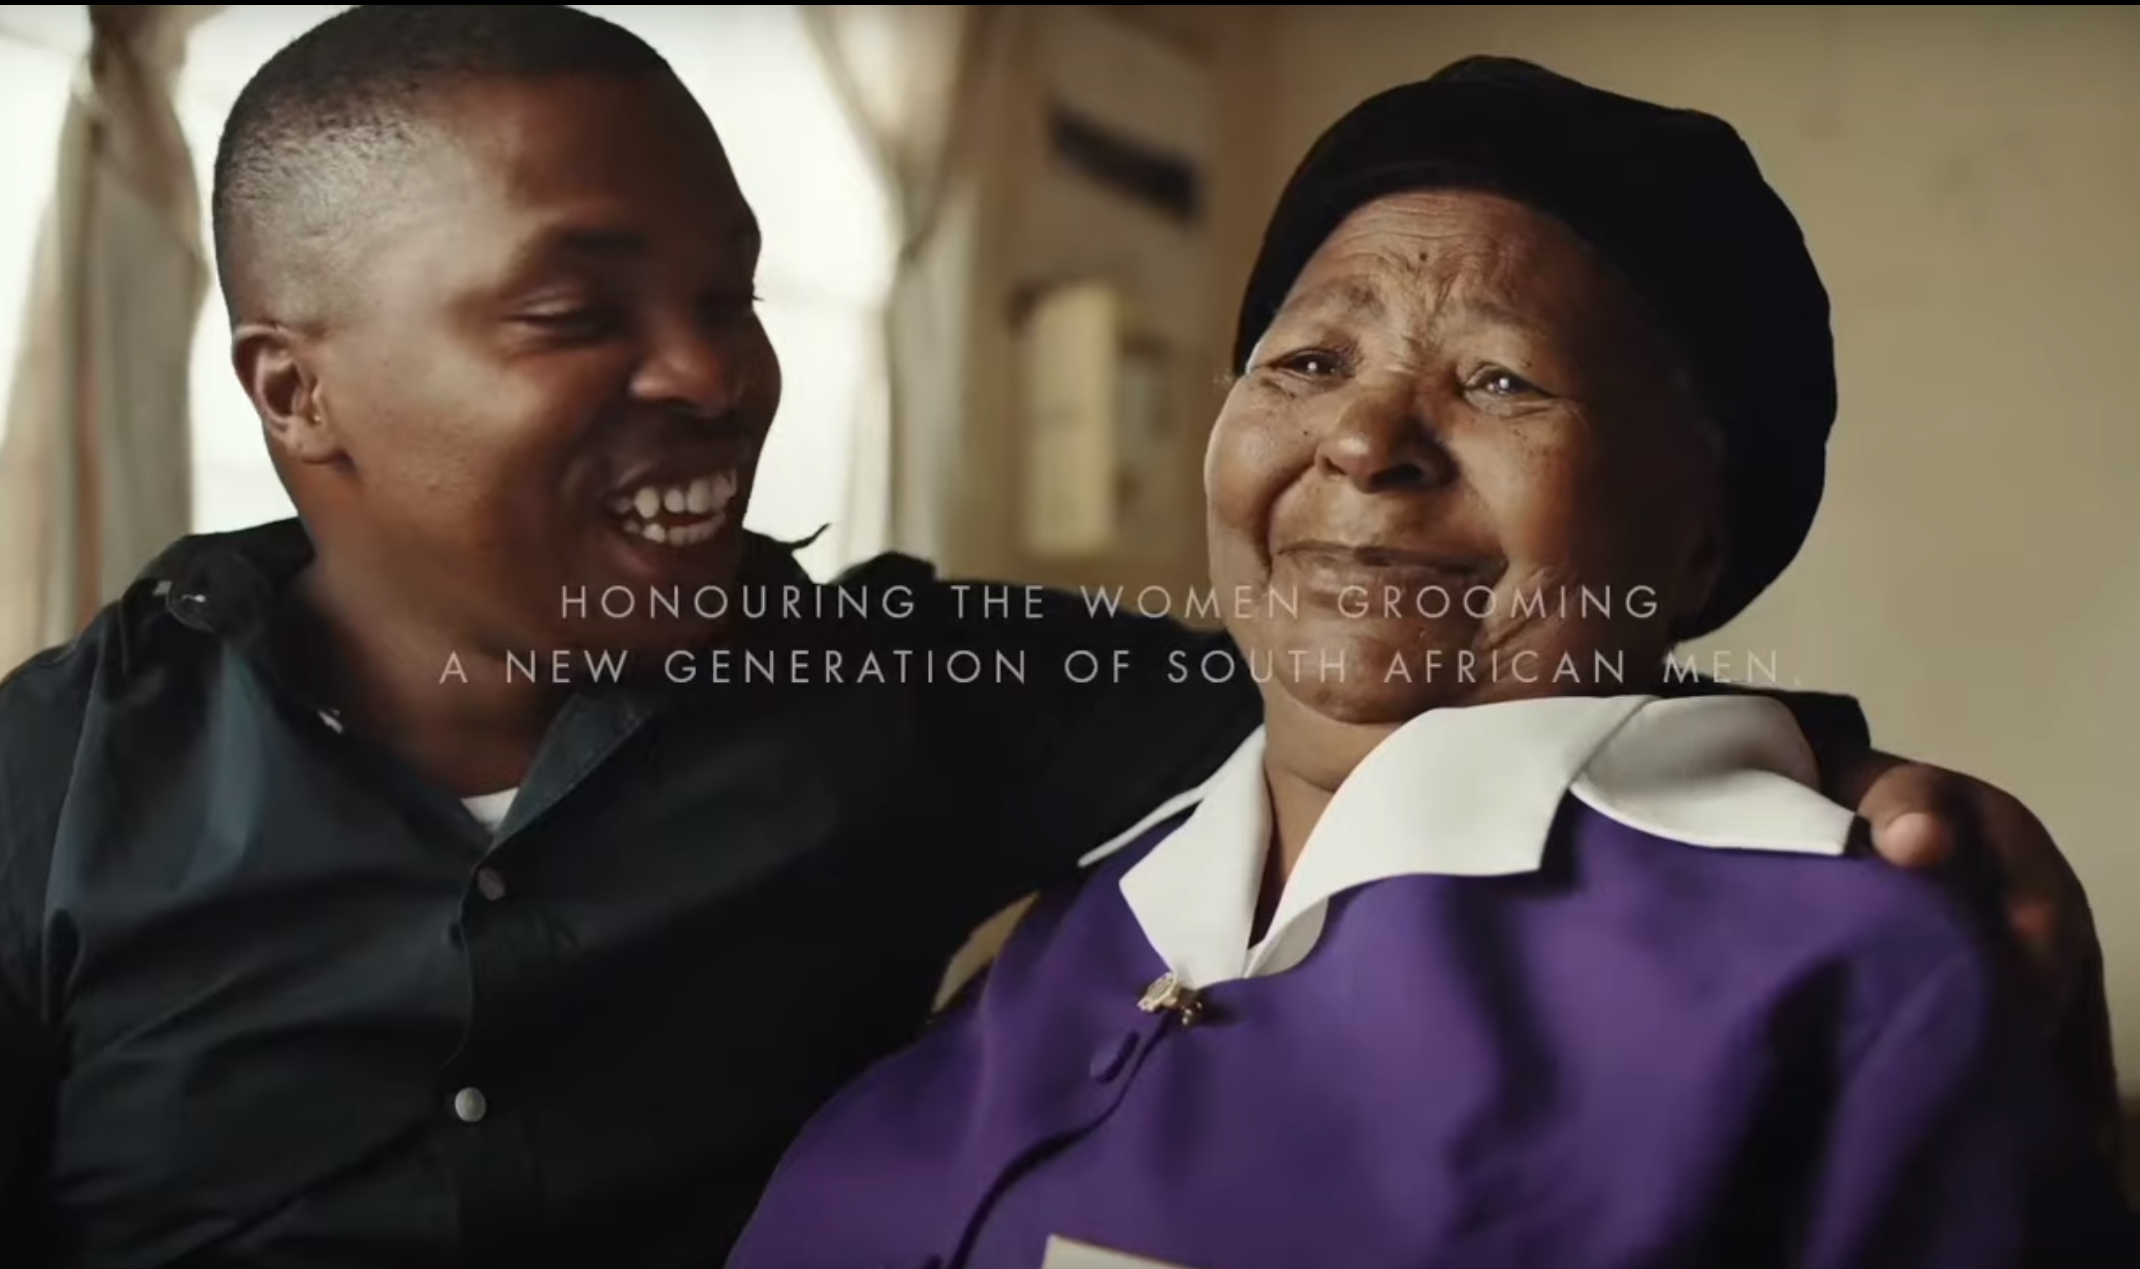 HONOURING THE WOMEN GROOMING
A NEW GENERATION OF SOUTH AFRICAN MEN.